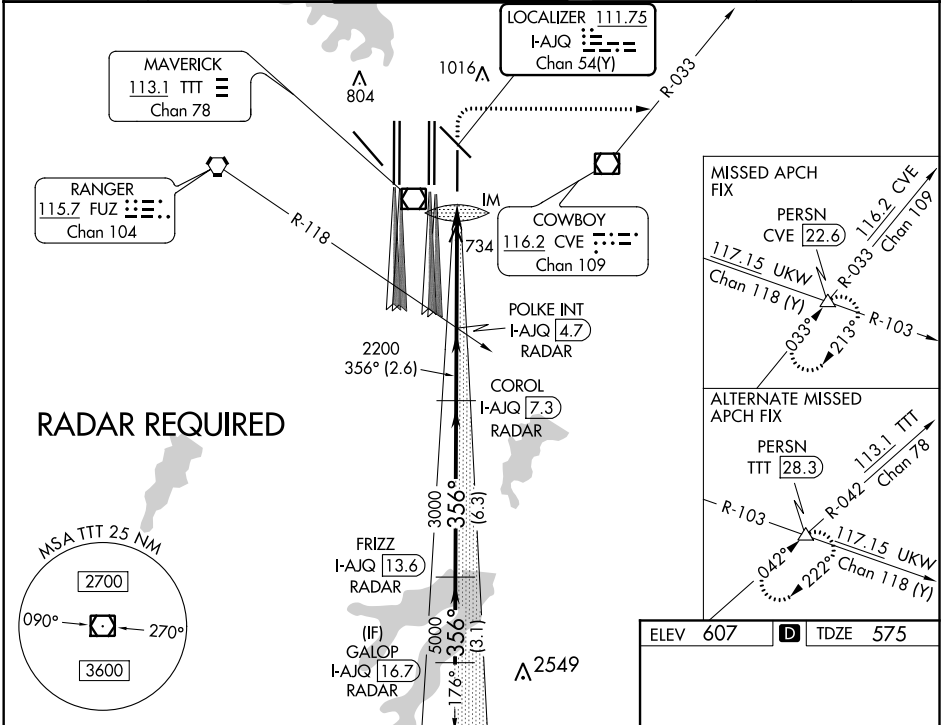 LOCALIZER 111.75
I-AJQ
Chan 54(Y)
MAVERICK
113.1 TTT
Chan 78
804
1016
R-033
RANGER
115.7 FUZ
Chan 104
R-118
IM
734
COWBOY
116.2 CVE
Chan 109
MISSED APCH
FIX
PERSN
CVE 22.6
116.2 CVE
Chan 109
R-033
117.15 UKW
Chan 118 (Y)
R-103
033°
213°
POLKE INT
I-AJQ 4.7
RADAR
2200
356° (2.6)
COROL
I-AJQ 7.3
RADAR
RADAR REQUIRED
ALTERNATE MISSED
APCH FIX
PERSN
TTT 28.3
113.1 TTT
Chan 78
R-042
R-103
117.15 UKW
Chan 118 (Y)
042°
222°
3000
356°
(6.3)
FRIZZ
I-AJQ 13.6
RADAR
MSA TTT 25 NM
2700
090°
270°
3600
5000
356°
(3.1)
(IF)
GALOP
I-AJQ 16.7
RADAR
176°
2549
ELEV 607 D TDZE 575